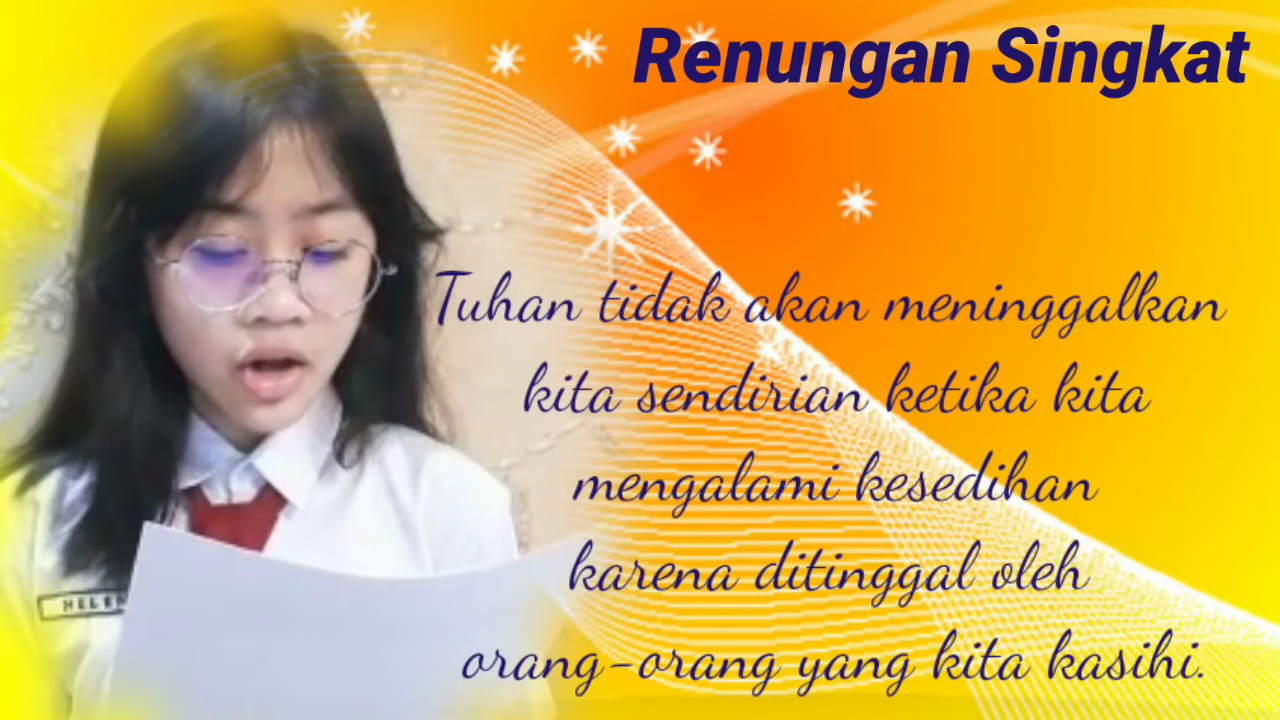 Renungan Singkat
Tuhan tidak akan meninggalkan
kita sendirian ketika kita
mengalami kesedihan
karena ditinggal oleh
orang-orang yang kita kasihi.